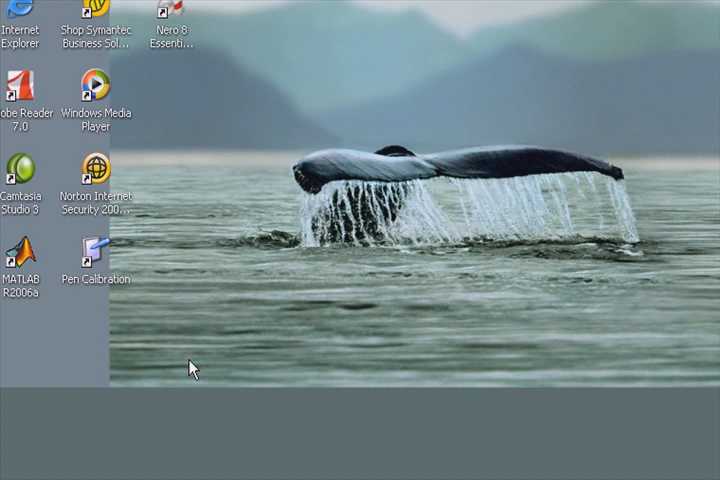 Internet
Explorer
Shop Symantec
Business Sol...
Nero 8
Essenti...
obe Reader
7.0
Windows Media
Player
Camtasia
Studio 3
Norton Internet
Security 200...
MATLAB
R2006a
Pen Calibration